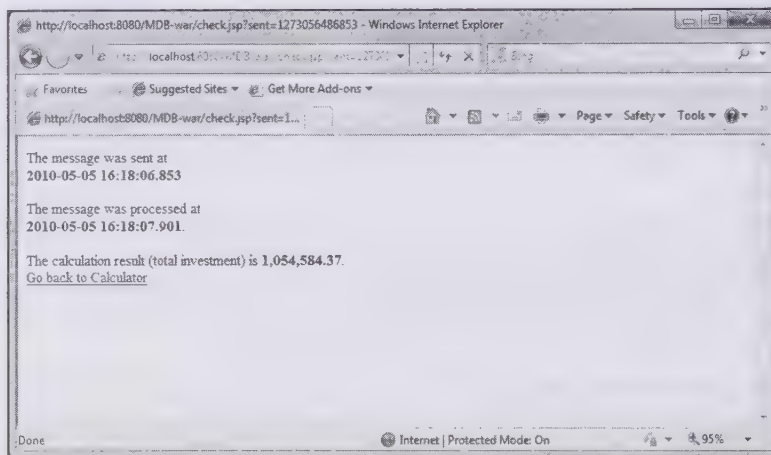 http://localhost:8080/MDB-war/check.jsp?sent=1273056486853 - Windows Internet Explorer
localhost
Favorites Suggested Sites Get More Add-ons
http://localhost:8080/MDB-war/check.jsp?sent=1... Page Safety Tools
The message was sent at
2010-05-05 16:18:06.853
The message was processed at
2010-05-05 16:18:07.901.
The calculation result (total investment) is 1,054,584.37.
Go back to Calculator
Done Internet | Protected Mode: On 95%